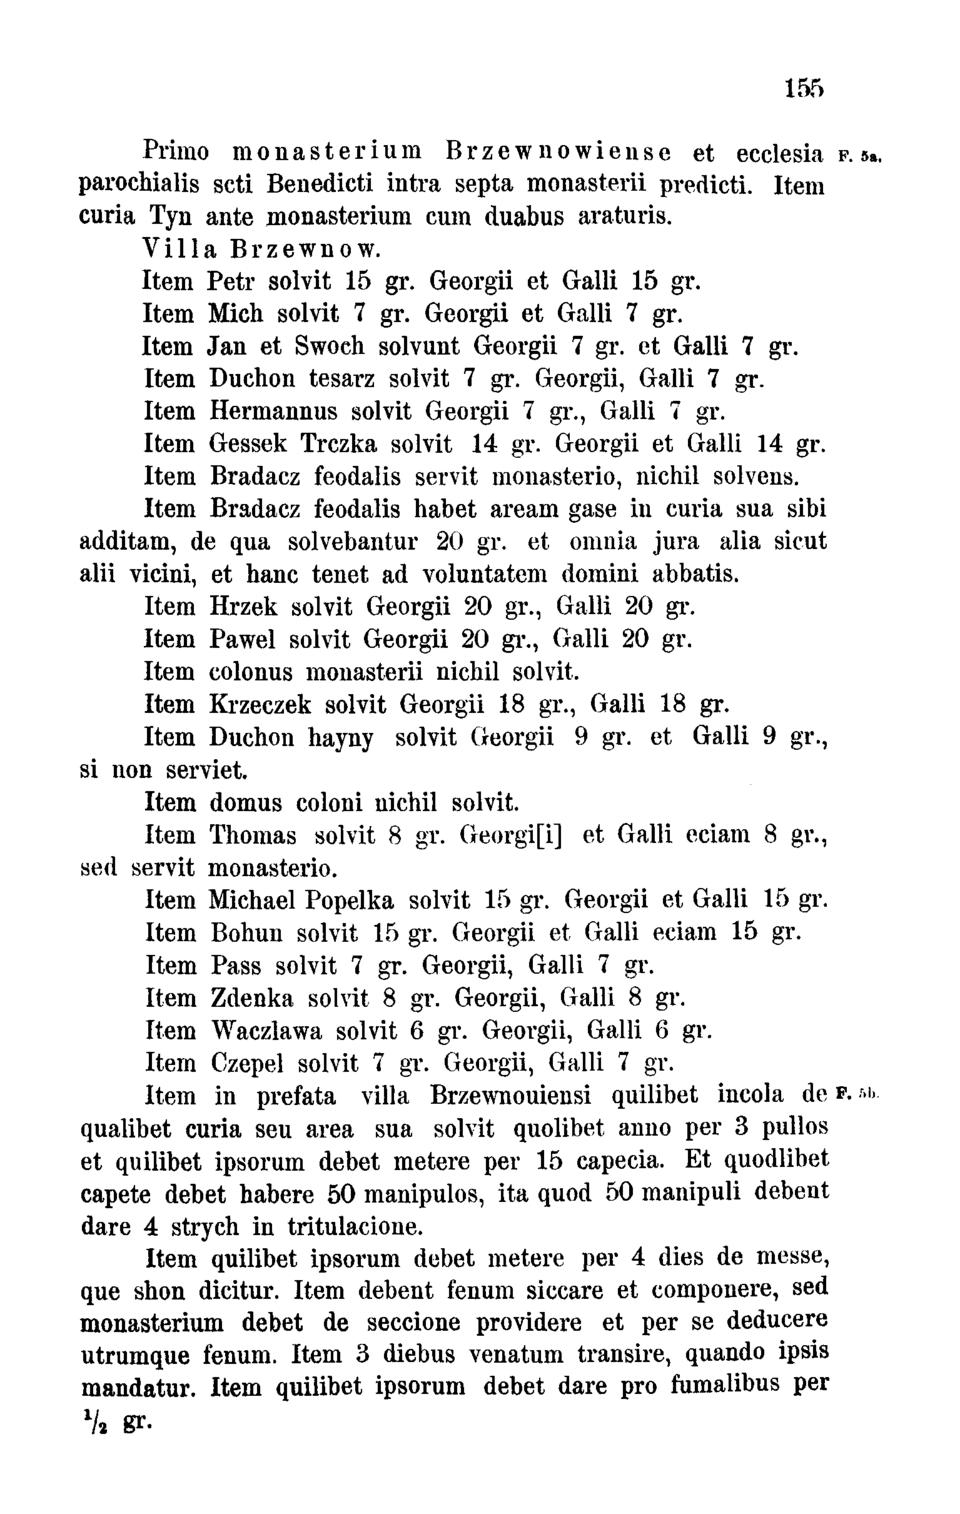 155
Primo monasterium Brzewnowiense et ecclesia F. 5a.
parochialis scti Benedicti intra septa monasterii predicti. Item
curia Tyn ante monasterium cum duabus araturis.
Villa Brzewnow.
Item Petr solvit 15 gr. Georgii et Galli 15 gr.
Item Mich solvit 7 gr. Georgii et Galli 7 gr.
Item Jan et Swoch solvunt Georgii 7 gr. et Galli 7 gr.
Item Duchon tesarz solvit 7 gr. Georgii, Galli 7 gr.
Item Hermannus solvit Georgii 7 gr., Galli 7 gr.
Item Gessek Trczka solvit 14 gr. Georgii et Galli 14 gr.
Item Bradacz feodalis servit monasterio, nichil solvens.
Item Bradacz feodalis habet aream gase in curia sua sibi
additam, de qua solvebantur 20 gr. et omnia jura alia sicut
alii vicini, et hanc tenet ad voluntatem domini abbatis.
Item Hrzek solvit Georgii 20 gr., Galli 20 gr.
Item Pawel solvit Georgii 20 gr., Galli 20 gr.
Item colonus monasterii nichil solvit.
Item Krzeczek solvit Georgii 18 gr., Galli 18 gr.
Item Duchon hayny solvit Georgii 9 gr. et Galli 9 gr.,
si non serviet.
Item domus coloni nichil solvit.
Item Thomas solvit 8 gr. Georgi[i] et Galli eciam 8 gr.,
sed servit monasterio.
Item Michael Popelka solvit 15 gr. Georgii et Galli 15 gr.
Item Bohun solvit 15 gr. Georgii et Galli eciam 15 gr.
Item Pass solvit 7 gr. Georgii, Galli 7 gr.
Item Zdenka solvit 8 gr. Georgii, Galli 8 gr.
Item Waczlawa solvit 6 gr. Georgii, Galli 6 gr.
Item Czepel solvit 7 gr. Georgii, Galli 7 gr.
Item in prefata villa Brzewnouiensi quilibet incola de F. 5b.
qualibet curia seu area sua solvit quolibet anno per 3 pullos
et quilibet ipsorum debet metere per 15 capecia. Et quodlibet
capete debet habere 50 manipulos, ita quod 50 manipuli debent
dare 4 strych in tritulacione.
Item quilibet ipsorum debet metere per 4 dies de messe,
que shon dicitur. Item debent fenum siccare et componere, sed
monasterium debet de seccione providere et per se deducere
utrumque fenum. Item 3 diebus venatum transire, quando ipsis
mandatur. Item quilibet ipsorum debet dare pro fumalibus per
1/2 gr.